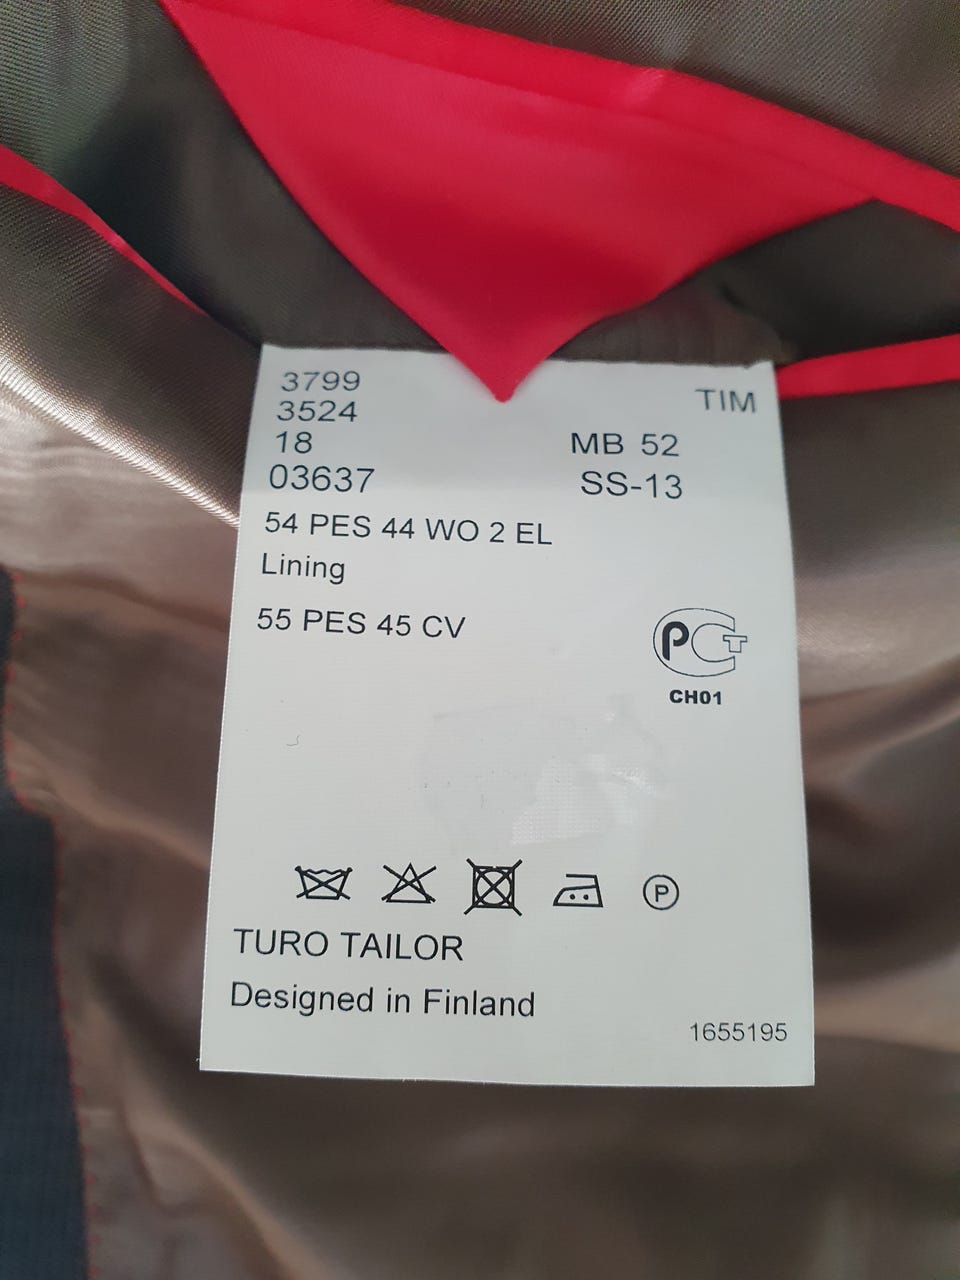 3799
TIM
3524
18
MB 52
03637
SS-13
54 PES 44 WO 2 EL
Lining
55 PES 45 CV
РСТ
CH01
P
TURO TAILOR
Designed in Finland
1655195